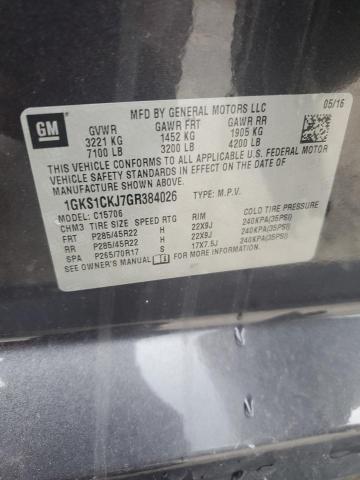 GM
MFD BY GENERAL MOTORS LLC 05/16
GVWR GAWR FRT GAWR RR
3221 KG 1452 KG 1905 KG
7100 LB 3200 LB 4200 LB
THIS VEHICLE CONFORMS TO ALL APPLICABLE U.S. FEDERAL MOTOR
VEHICLE SAFETY AND THEFT PREVENTION STANDARDS IN EFFECT ON THE
DATE OF MANUFACTURE SHOWN ABOVE.
1GKS1CKJ7GR384026 TYPE: M.P.V.
MODEL: C15706
CHM3 TIRE SIZE SPEED RTG RIM COLD TIRE PRESSURE
FRT P285/45R22 H 22X9J 240KPA(35PSI)
RR P285/45R22 H 22X9J 240KPA(35PSI)
SPA P265/70R17 S 17X7.5J 240KPA(35PSI)
SEE OWNER'S MANUAL FOR ADDITIONAL INFORMATION.